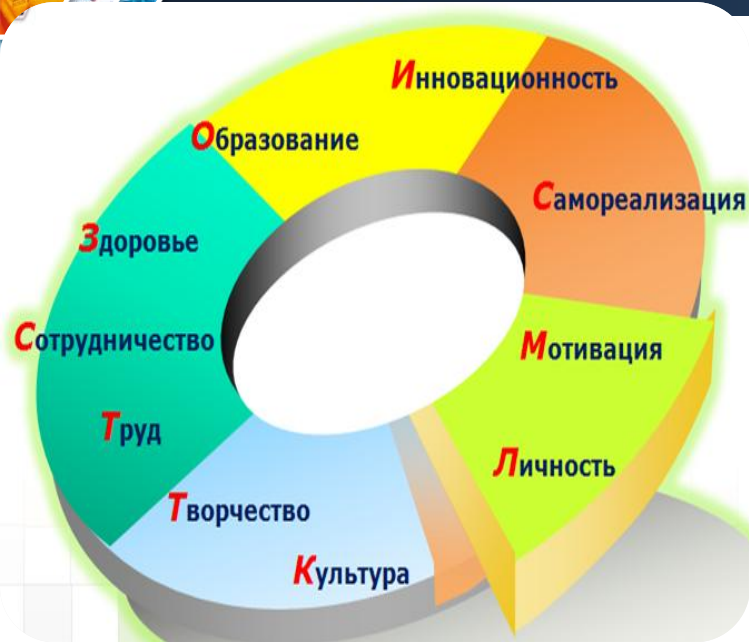 Инновационность
Образование
Самореализация
Здоровье
Сотрудничество
Мотивация
Труд
Личность
Творчество
Культура